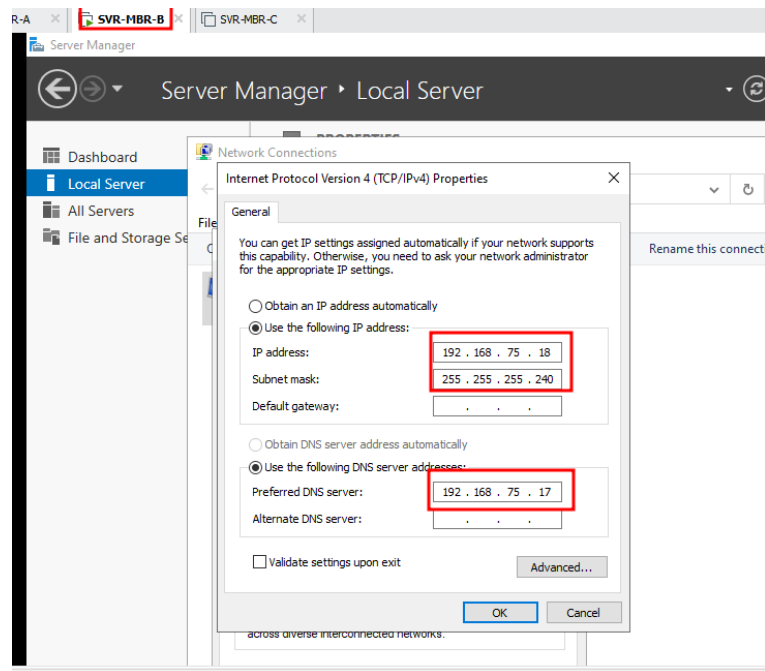 R-A × SVR-MBR-B × SVR-MBR-C ×
Server Manager
Server Manager ‣ Local Server
PROPERTIES
Dashboard
Network Connections
Local Server
Internet Protocol Version 4 (TCP/IPv4) Properties
All Servers
File
General
File and Storage Se
You can get IP settings assigned automatically if your network supports
this capability. Otherwise, you need to ask your network administrator
for the appropriate IP settings.
Rename this connecti
Obtain an IP address automatically
Use the following IP address:
IP address: 192 . 168 . 75 . 18
Subnet mask: 255 . 255 . 255 . 240
Default gateway: . . .
Obtain DNS server address automatically
Use the following DNS server addresses:
Preferred DNS server: 192 . 168 . 75 . 17
Alternate DNS server: . . .
Validate settings upon exit
Advanced...
OK Cancel
across diverse interconnected networks.